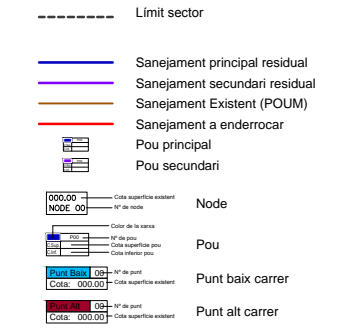 Límit sector
Sanejament principal residual
Sanejament secundari residual
Sanejament Existent (POUM)
Sanejament a enderrocar
Pou principal
Pou secundari
000.00 Cota superfície existent
NODE 00 Nº de node
Node
Color de la xarxa
P00 Nº de pou
C.Sup. Cota superfície pou
C.Inf. Cota inferior pou
Pou
Punt Baix 00 Nº de punt
Cota: 000.00 Cota superfície existent
Punt baix carrer
Punt Alt 00 Nº de punt
Cota: 000.00 Cota superfície existent
Punt alt carrer